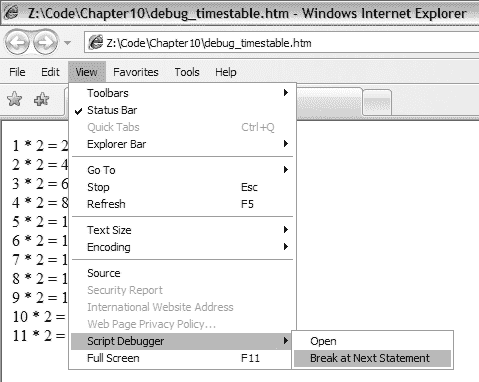 Z:\Code\Chapter10\debug_timestable.htm - Windows Internet Explorer
Z:\Code\Chapter10\debug_timestable.htm
File Edit View Favorites Tools Help
Toolbars
Status Bar
Quick Tabs Ctrl+Q
Explorer Bar
Go To
Stop Esc
Refresh F5
Text Size
Encoding
Source
Security Report
International Website Address
Web Page Privacy Policy...
Script Debugger
Full Screen F11
Open
Break at Next Statement
1 * 2 = 2
2 * 2 = 4
3 * 2 = 6
4 * 2 = 8
5 * 2 = 1
6 * 2 = 1
7 * 2 = 1
8 * 2 = 1
9 * 2 = 1
10 * 2 =
11 * 2 =